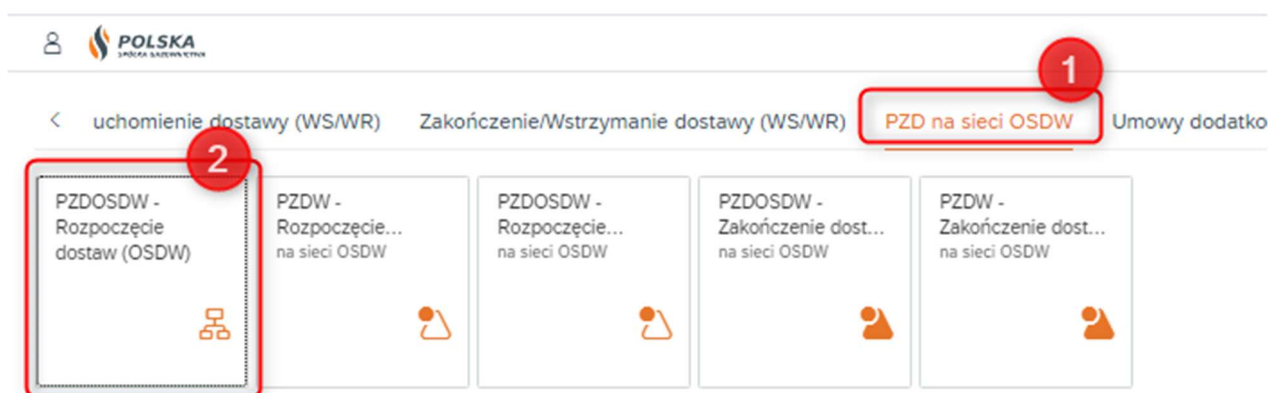 POLSKA
SPÓŁKA GAZOWNICTWA
1
uchomienie dostawy (WS/WR) Zakończenie/Wstrzymanie dostawy (WS/WR) PZD na sieci OSDW Umowy dodatko
2
PZDOSDW -
Rozpoczęcie
dostaw (OSDW)
PZDW -
Rozpoczęcie...
na sieci OSDW
PZDOSDW -
Rozpoczęcie...
na sieci OSDW
PZDOSDW -
Zakończenie dost...
na sieci OSDW
PZDW -
Zakończenie dost...
na sieci OSDW